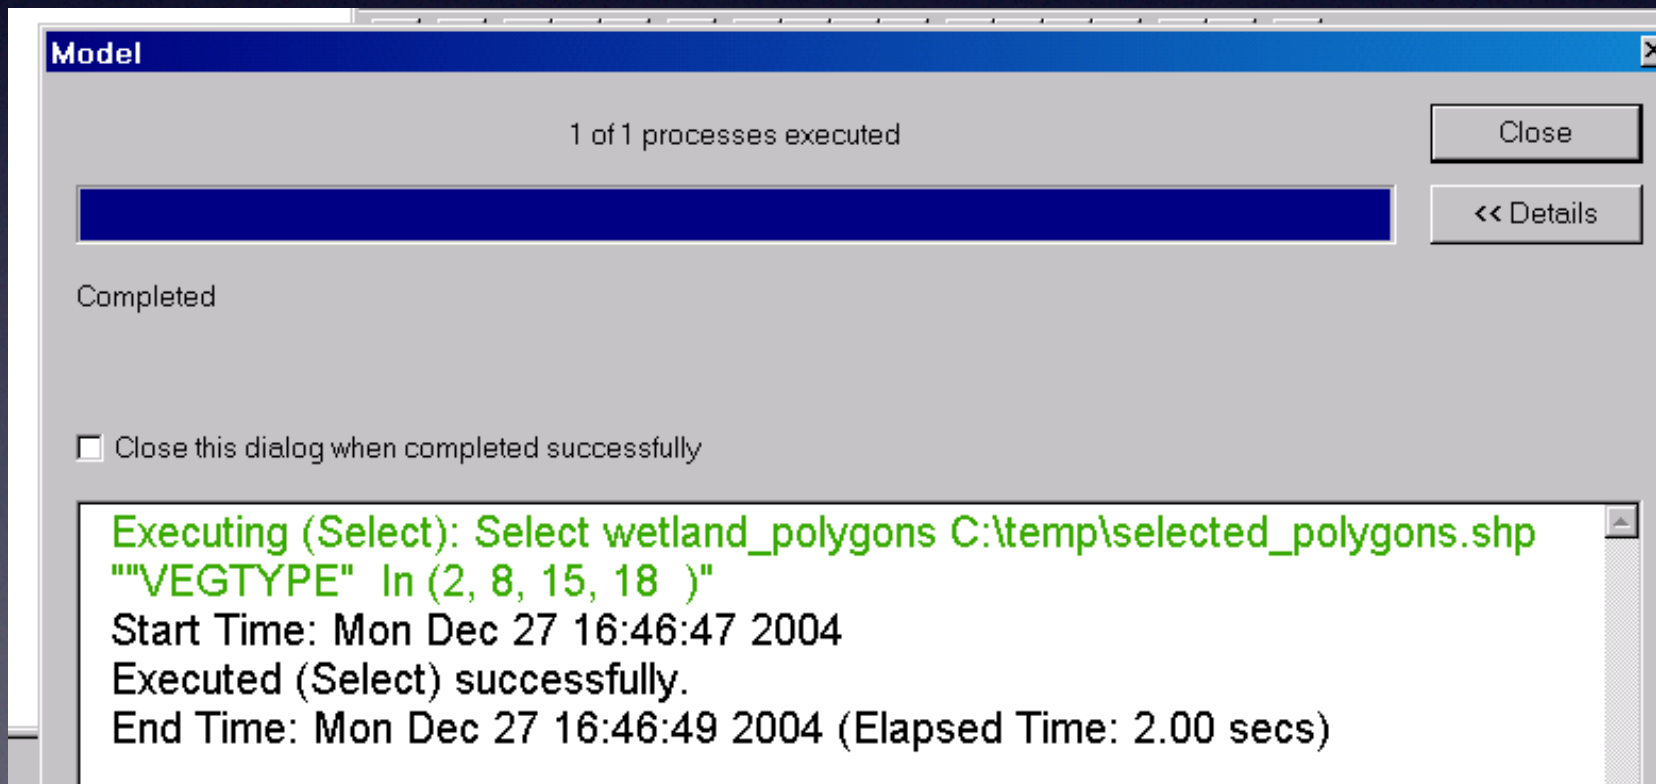 Model
1 of 1 processes executed
Close
<< Details
Completed
Close this dialog when completed successfully
Executing (Select): Select wetland_polygons C:\temp\selected_polygons.shp
""VEGTYPE"  In (2, 8, 15, 18  )"
Start Time: Mon Dec 27 16:46:47 2004
Executed (Select) successfully.
End Time: Mon Dec 27 16:46:49 2004 (Elapsed Time: 2.00 secs)